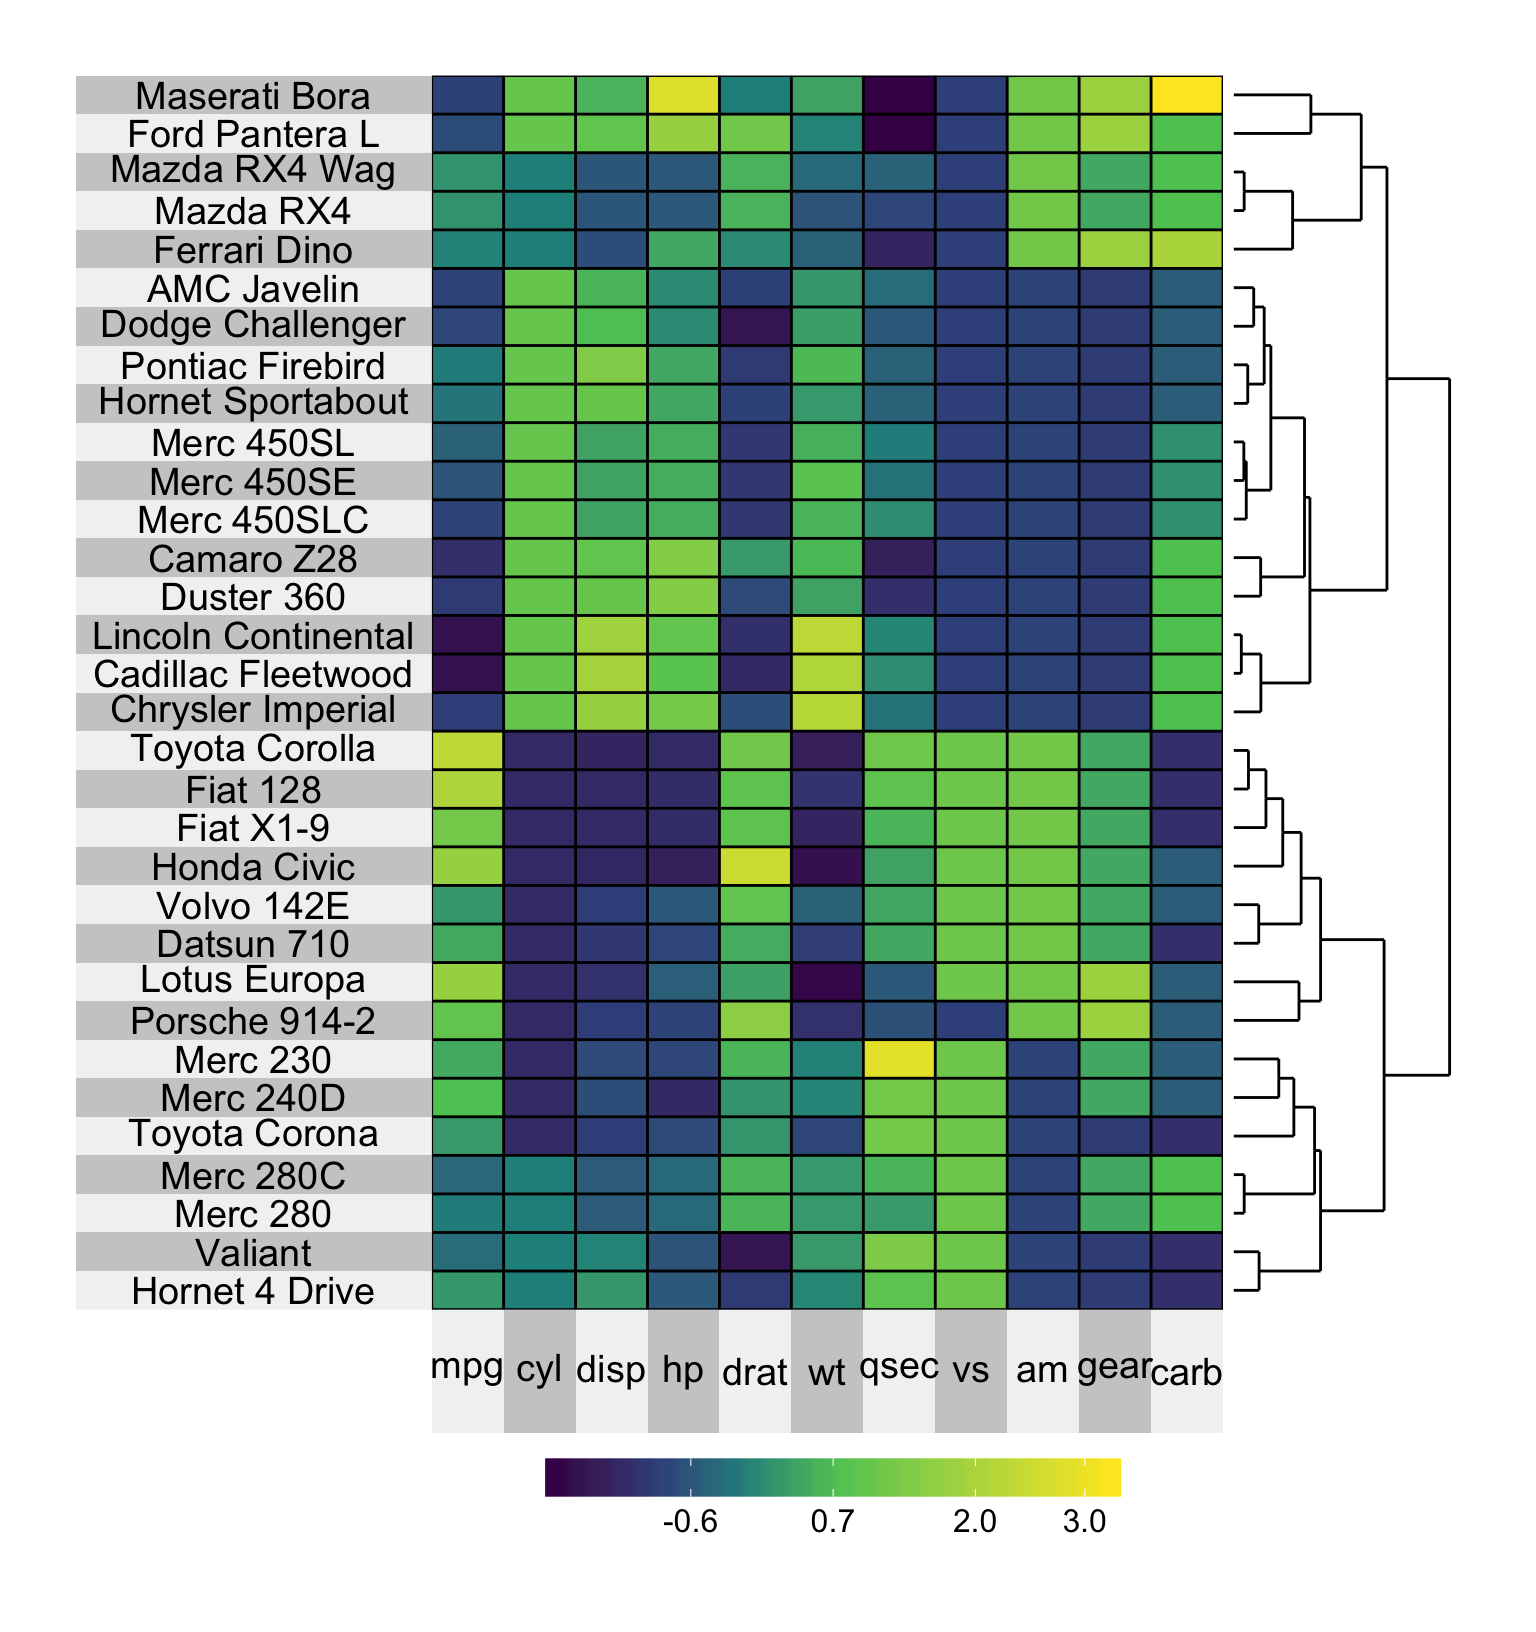 Maserati Bora
Ford Pantera L
Mazda RX4 Wag
Mazda RX4
Ferrari Dino
AMC Javelin
Dodge Challenger
Pontiac Firebird
Hornet Sportabout
Merc 450SL
Merc 450SE
Merc 450SLC
Camaro Z28
Duster 360
Lincoln Continental
Cadillac Fleetwood
Chrysler Imperial
Toyota Corolla
Fiat 128
Fiat X1-9
Honda Civic
Volvo 142E
Datsun 710
Lotus Europa
Porsche 914-2
Merc 230
Merc 240D
Toyota Corona
Merc 280C
Merc 280
Valiant
Hornet 4 Drive
mpg cyl disp hp drat wt qsec vs am gear carb
-0.6 0.7 2.0 3.0